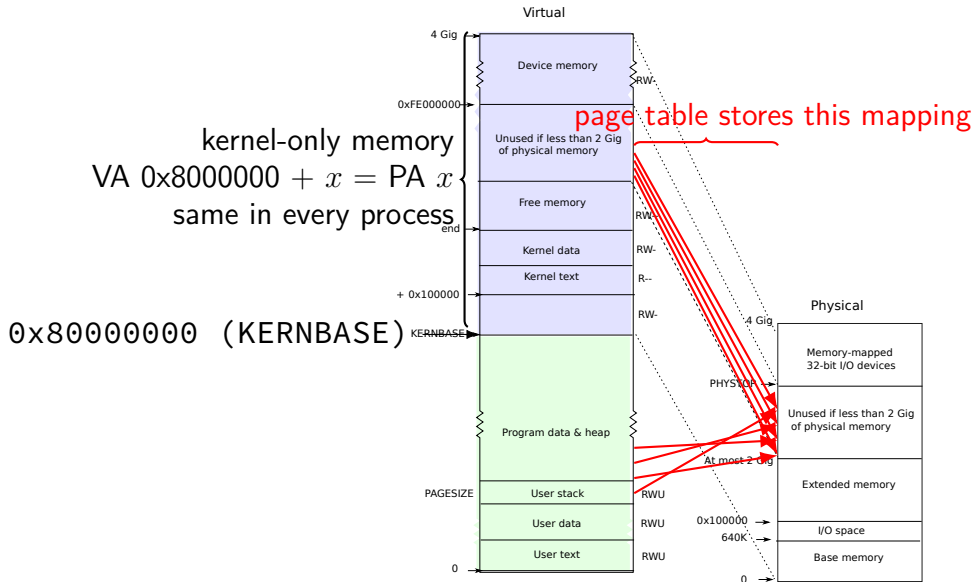 Virtual
4 Gig
Device memory
RW-
0xFE000000
page table stores this mapping
kernel-only memory
VA 0x8000000 + x = PA x
same in every process
Unused if less than 2 Gig
of physical memory
Free memory
RW--
end
Kernel data
RW-
Kernel text
R--
+ 0x100000
RW-
0x80000000 (KERNBASE)
KERNBASE
Physical
4 Gig
Memory-mapped
32-bit I/O devices
PHYSTOP
Unused if less than 2 Gig
of physical memory
Program data & heap
At most 2 Gig
Extended memory
PAGESIZE
User stack
RWU
User data
RWU
0x100000
I/O space
640K
User text
RWU
Base memory
0
0